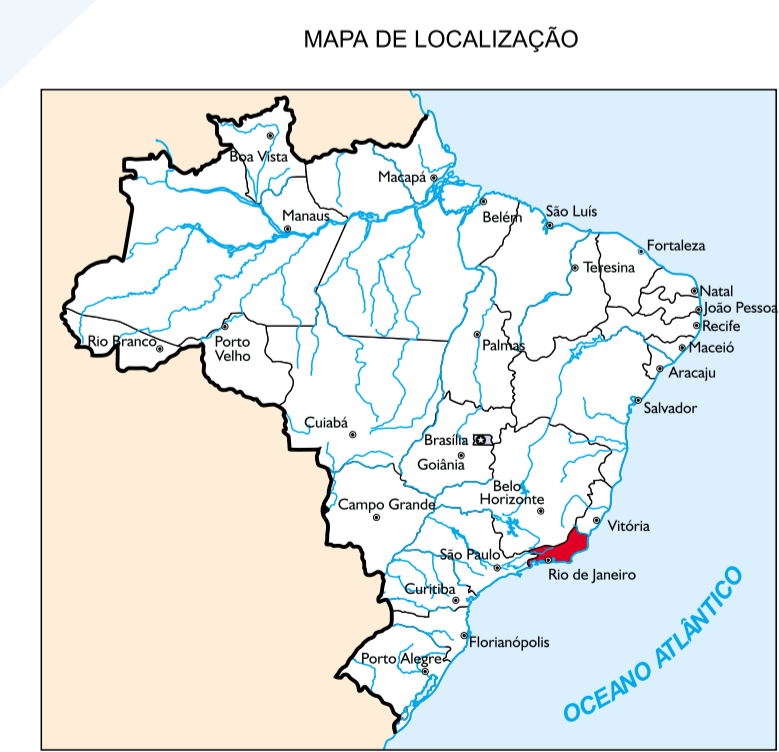 MAPA DE LOCALIZAÇÃO
Boa Vista
Macapá
Manaus
Belém
São Luís
Fortaleza
Teresina
Natal
João Pessoa
Recife
Rio Branco
Porto
Velho
Palmas
Maceió
Aracaju
Salvador
Cuiabá
Brasília
Goiânia
Belo
Horizonte
Campo Grande
Vitória
São Paulo
Rio de Janeiro
Curitiba
Florianópolis
Porto Alegre
OCEANO ATLÂNTICO